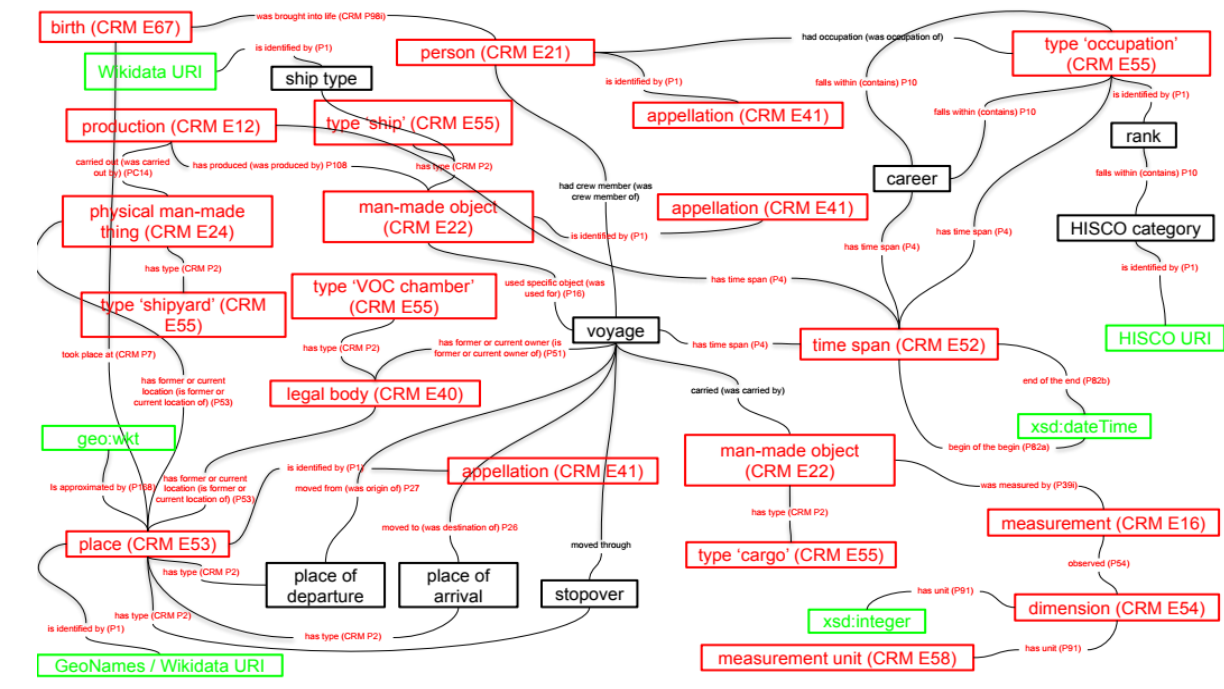 birth (CRM E67)
was brought into life (CRM P98i)
person (CRM E21)
had occupation (was occupation of)
type ‘occupation’
(CRM E55)
is identified by (P1)
Wikidata URI
ship type
is identified by (P1)
falls within (contains) P10
is identified by (P1)
production (CRM E12)
type ‘ship’ (CRM E55)
appellation (CRM E41)
falls within (contains) P10
rank
carried out (was carried
out by) (PC14)
has produced (was produced by) P108
has type (CRM P2)
career
falls within (contains) P10
had crew member (was
crew member of)
physical man-made
thing (CRM E24)
man-made object
(CRM E22)
appellation (CRM E41)
is identified by (P1)
HISCO category
has time span (P4)
has time span (P4)
has type (CRM P2)
is identified by (P1)
type ‘shipyard’ (CRM
E55)
type ‘VOC chamber’
(CRM E55)
used specific object (was
used for) (P16)
has time span (P4)
voyage
has time span (P4)
time span (CRM E52)
HISCO URI
took place at (CRM P7)
has type (CRM P2)
has former or current owner (is
former or current owner of) (P51)
has former or current
location (is former or
current location of) (P53)
legal body (CRM E40)
carried (was carried by)
end of the end (P82b)
xsd:dateTime
begin of the begin (P82a)
geo:wkt
man-made object
(CRM E22)
is identified by (P1)
appellation (CRM E41)
Is approximated by (P168)
has former or current
location (is former or
current location of) (P53)
moved from (was origin of) P27
was measured by (P39i)
has type (CRM P2)
measurement (CRM E16)
moved to (was destination of) P26
place (CRM E53)
moved through
type ‘cargo’ (CRM E55)
observed (P54)
has type (CRM P2)
place of
departure
place of
arrival
stopover
has unit (P91)
dimension (CRM E54)
xsd:integer
has type (CRM P2)
is identified by (P1)
has type (CRM P2)
has unit (P91)
measurement unit (CRM E58)
GeoNames / Wikidata URI